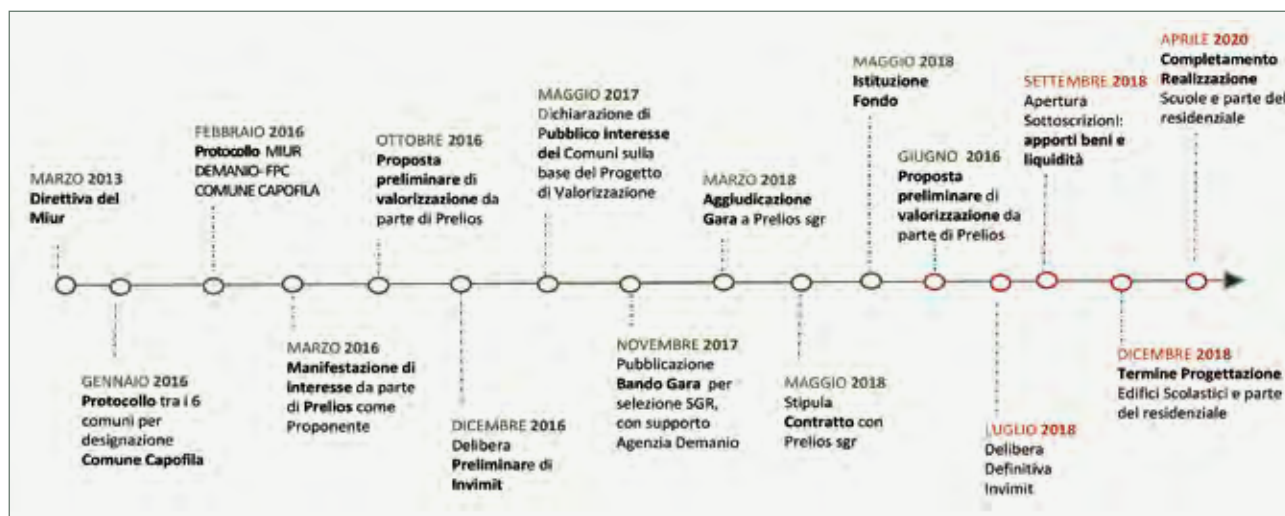 MARZO 2013
Direttiva del
Miur
GENNAIO 2016
Protocollo tra i 6
comuni per
designazione
Comune Capofila
FEBBRAIO 2016
Protocollo MIUR
DEMANIO- FPC
COMUNE CAPOFILA
MARZO 2016
Manifestazione di
interesse da parte
di Prelios come
Proponente
OTTOBRE 2016
Proposta
preliminare di
valorizzazione da
parte di Prelios
DICEMBRE 2016
Delibera
Preliminare di
Invimit
MAGGIO 2017
Dichiarazione di
Pubblico interesse
dei Comuni sulla
base del Progetto
di Valorizzazione
NOVEMBRE 2017
Pubblicazione
Bando Gara per
selezione SGR,
con supporto
Agenzia Demanio
MARZO 2018
Aggludicazione
Gara a Prelios sgr
MAGGIO 2018
Stipula
Contratto con
Prelios sgr
MAGGIO 2018
Istituzione
Fondo
GIUGNO 2016
Proposta
preliminare di
valorizzazione da
parte di Prelios
LUGLIO 2018
Delibera
Definitiva
Invimit
SETTEMBRE 2018
Apertura
Sottoscrizioni:
apporti beni e
liquidità
DICEMBRE 2018
Termine Progettazione
Edifici Scolastici e parte
del residenziale
APRILE 2020
Completamento
Realizzazione
Scuole e parte del
residenziale